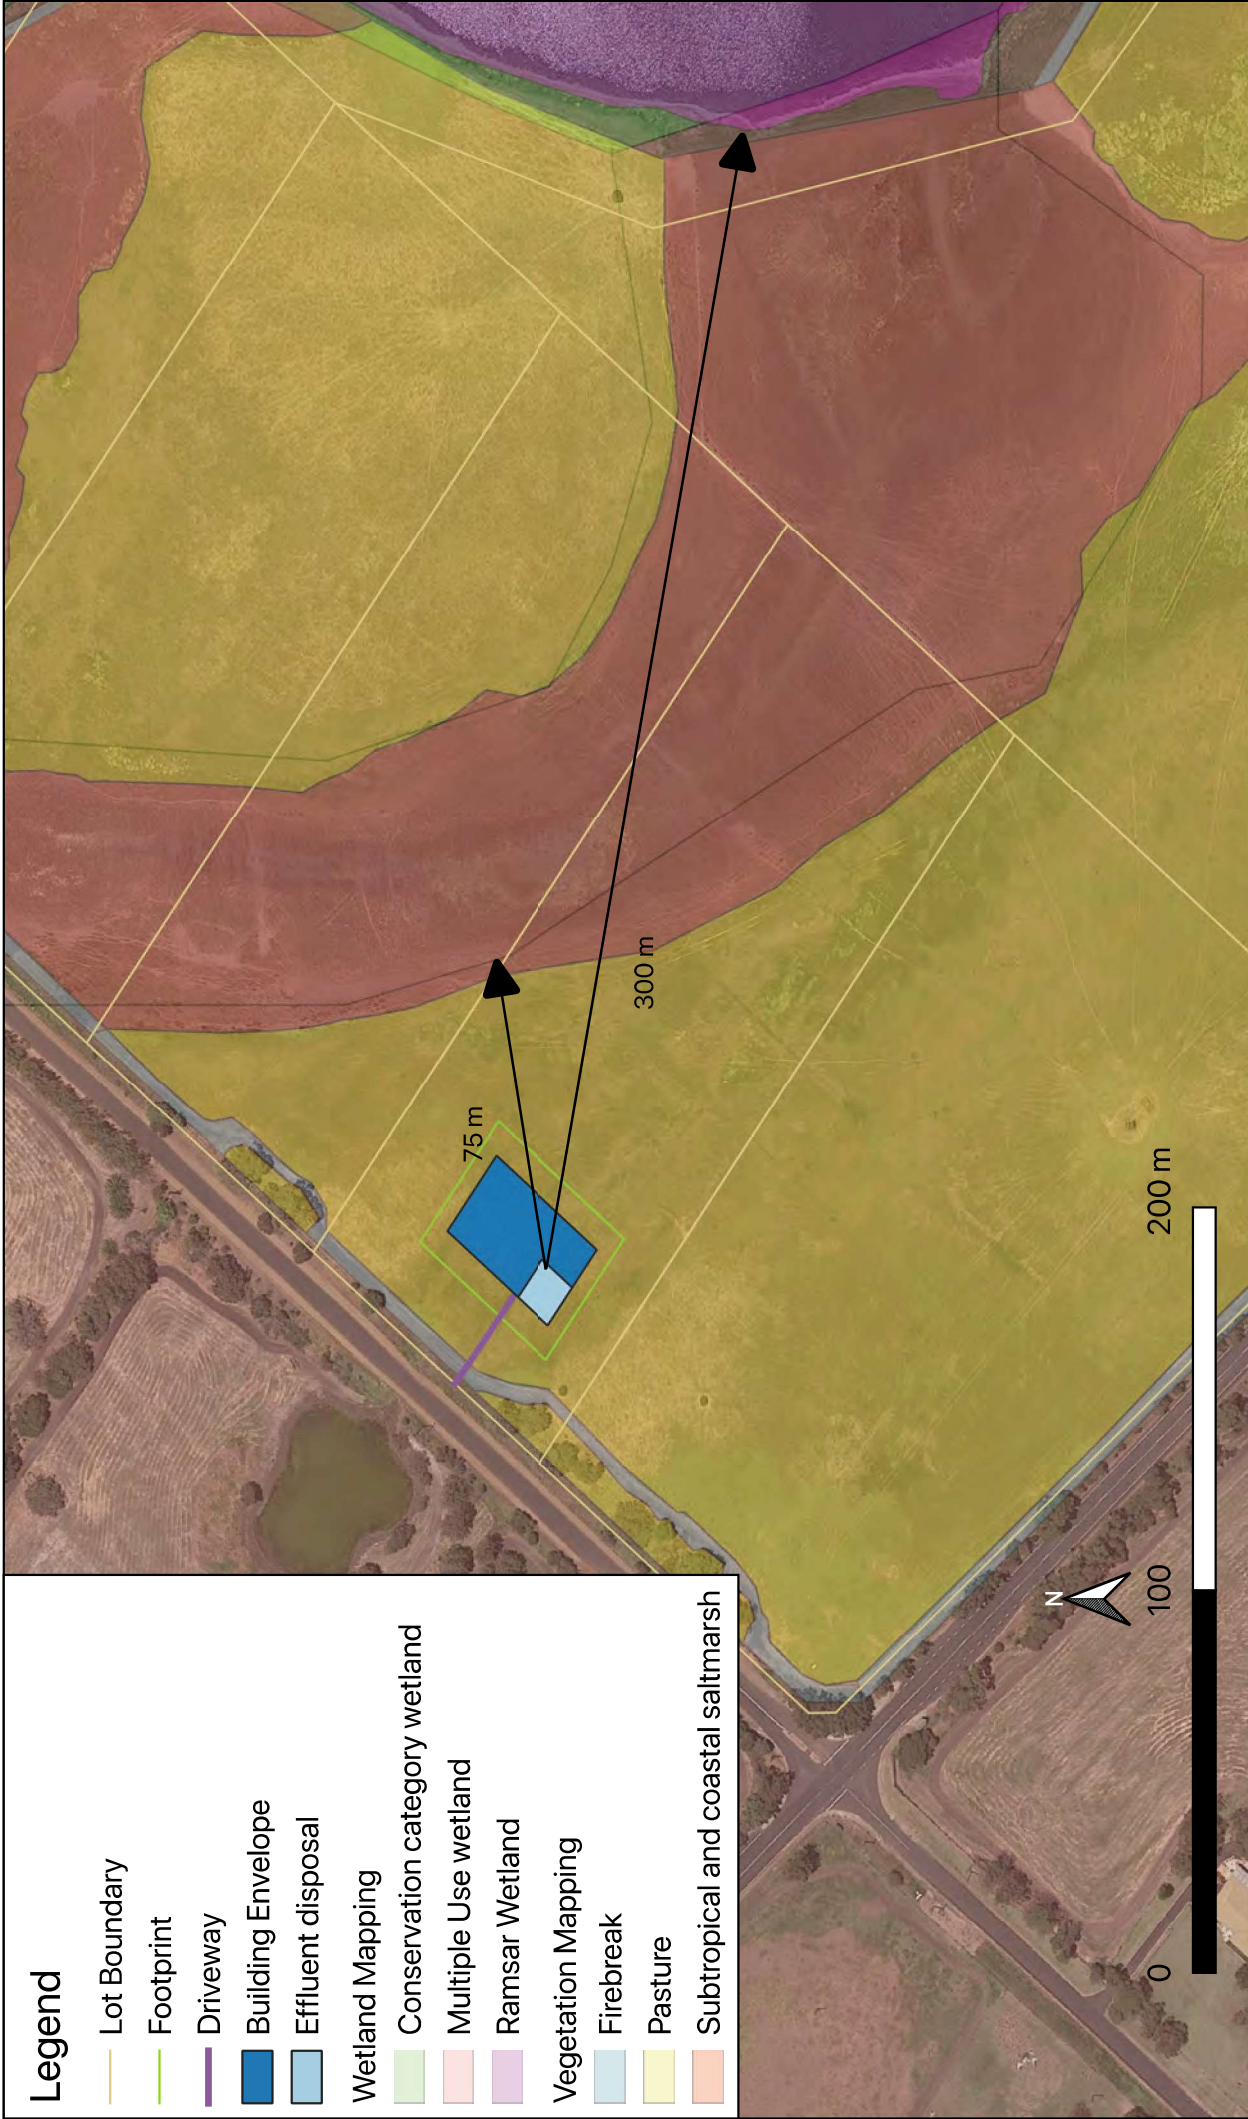 Legend
Lot Boundary
Footprint
Driveway
Building Envelope
Effluent disposal
Wetland Mapping
Conservation category wetland
Multiple Use wetland
Ramsar Wetland
Vegetation Mapping
Firebreak
Pasture
Subtropical and coastal saltmarsh
75 m
300 m
N
0
100
200 m